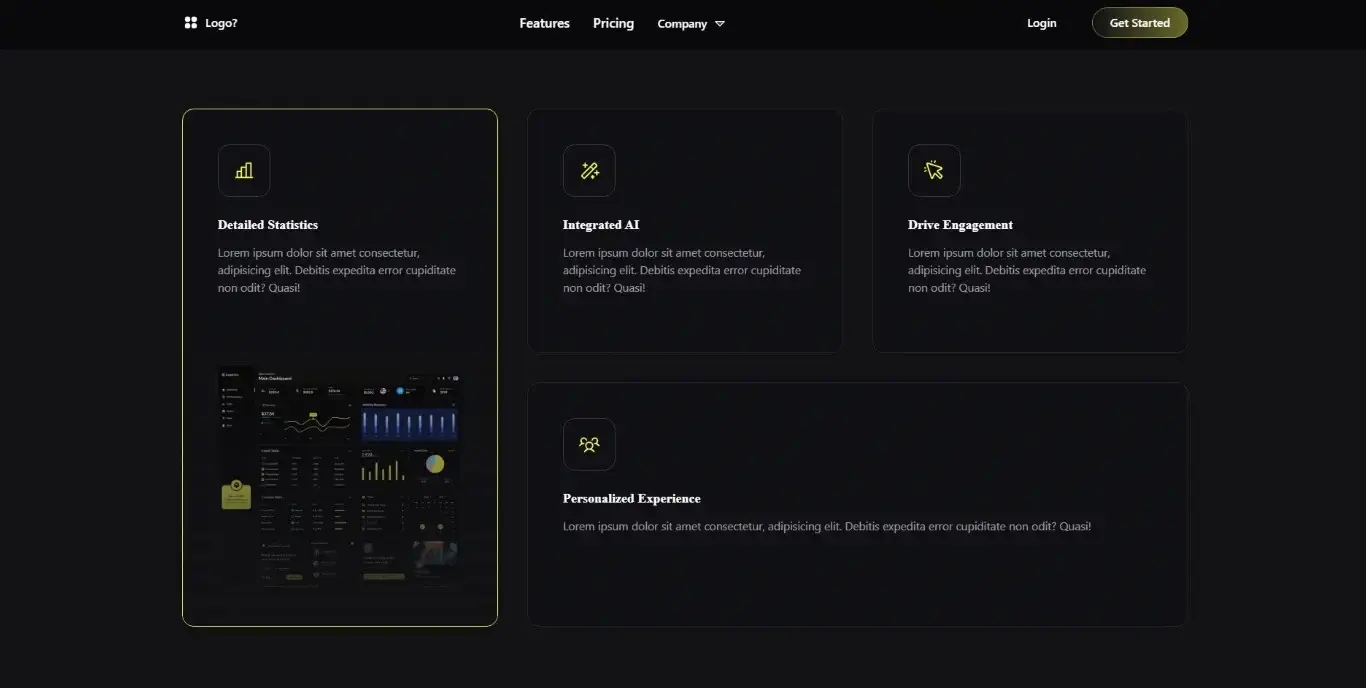 Logo?
Features
Pricing
Company
Login
Get Started
Detailed Statistics
Lorem ipsum dolor sit amet consectetur,
adipisicing elit. Debitis expedita error cupiditate
non odit? Quasi!
Main Dashboard
Integrated AI
Lorem ipsum dolor sit amet consectetur,
adipisicing elit. Debitis expedita error cupiditate
non odit? Quasi!
Drive Engagement
Lorem ipsum dolor sit amet consectetur,
adipisicing elit. Debitis expedita error cupiditate
non odit? Quasi!
Personalized Experience
Lorem ipsum dolor sit amet consectetur, adipisicing elit. Debitis expedita error cupiditate non odit? Quasi!